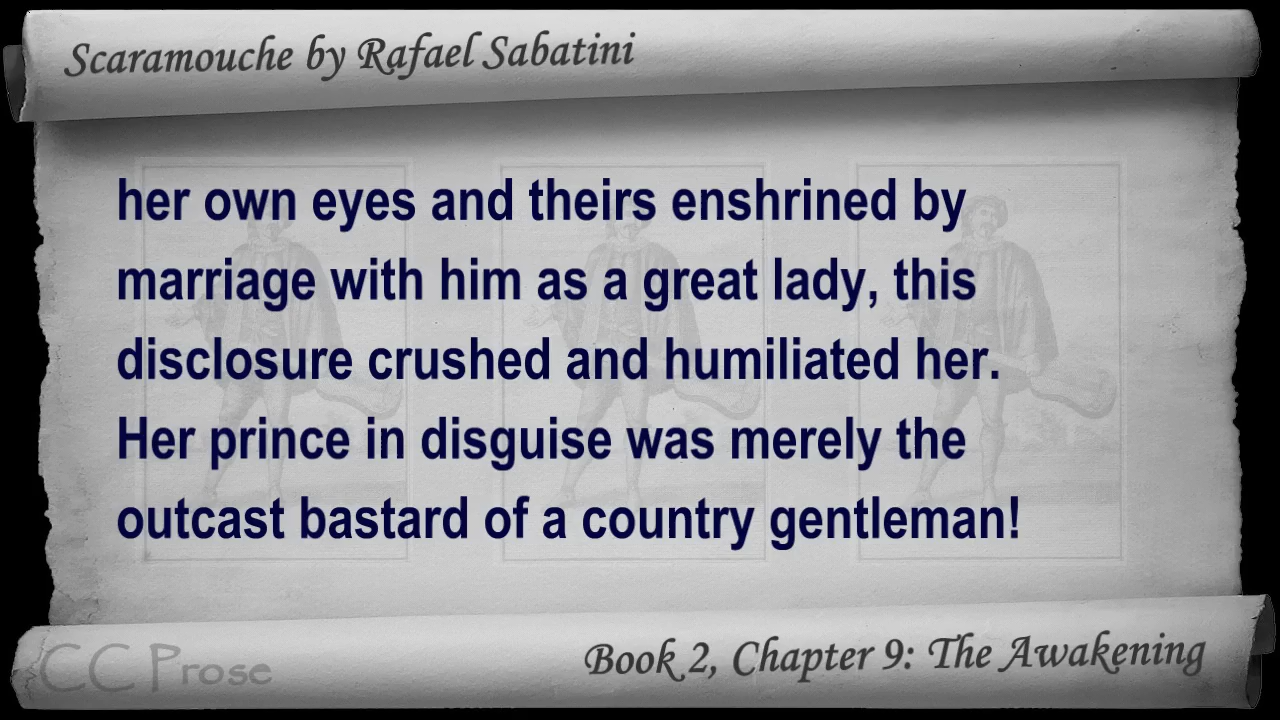 Scaramouche by Rafael Sabatini
her own eyes and theirs enshrined by
marriage with him as a great lady, this
disclosure crushed and humiliated her.
Her prince in disguise was merely the
outcast bastard of a country gentleman!
CC Prose
Book 2, Chapter 9: The Awakening